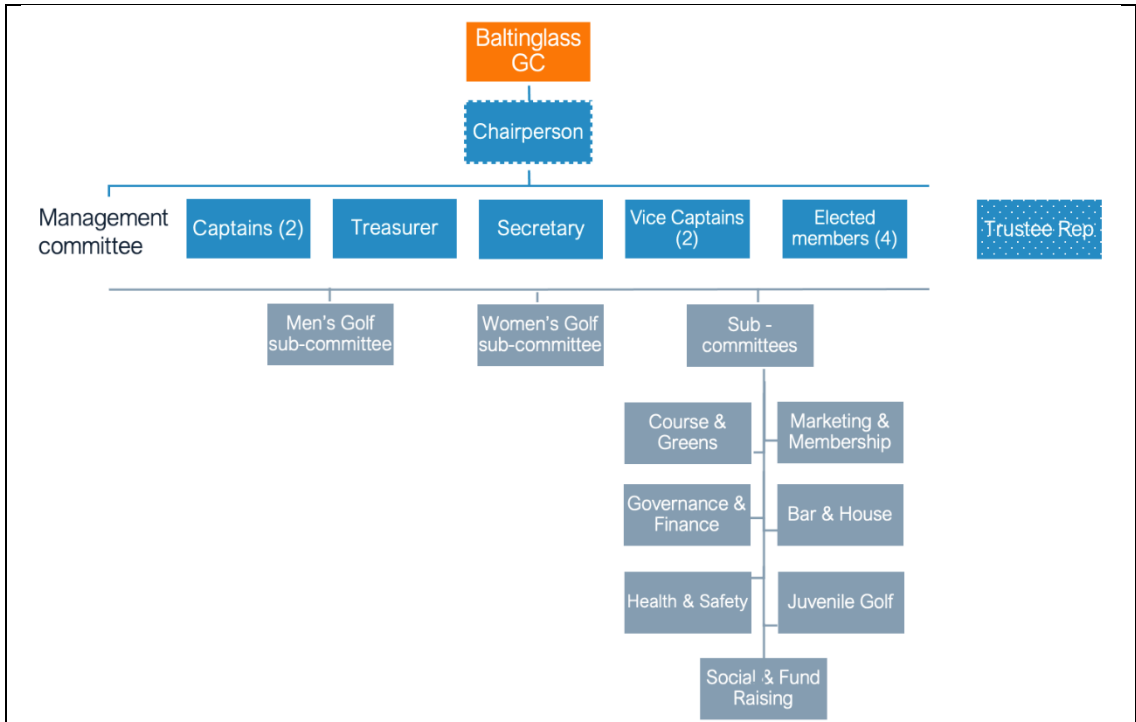 Baltinglass
GC
Chairperson
Management
committee
Captains (2)
Treasurer
Secretary
Vice Captains
(2)
Elected
members (4)
Trustee Rep
Men's Golf
sub-committee
Women's Golf
sub-committee
Sub -
committees
Course &
Greens
Marketing &
Membership
Governance &
Finance
Bar & House
Health & Safety
Juvenile Golf
Social & Fund
Raising